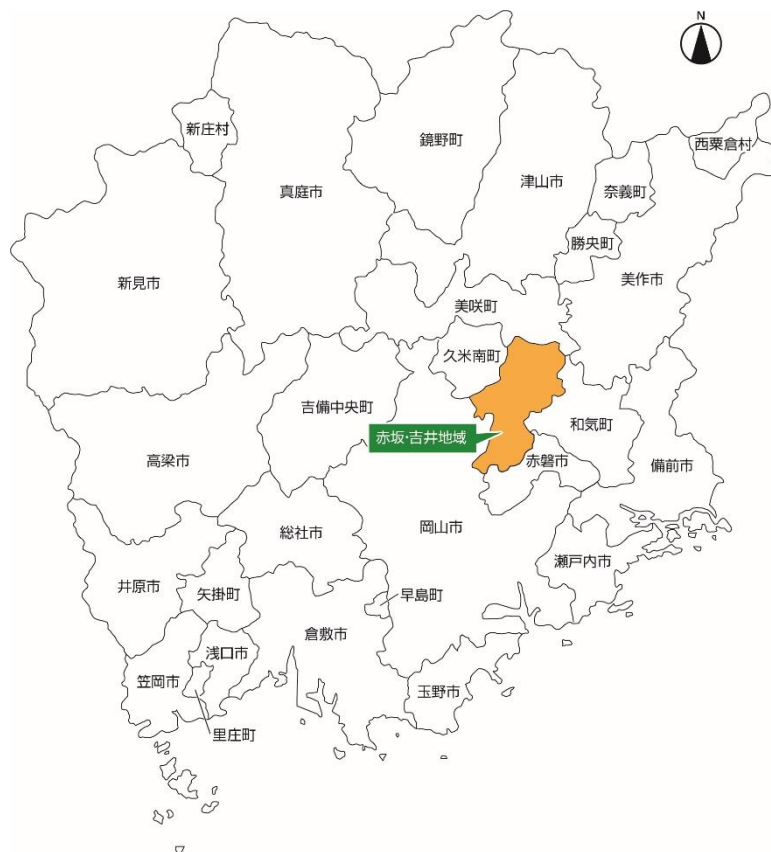 N
新庄村
鏡野町
西粟倉村
真庭市
津山市
奈義町
勝央町
新見市
美作市
美咲町
久米南町
吉備中央町
和気町
赤坂・吉井地域
高梁市
赤磐市
備前市
岡山市
総社市
瀬戸内市
井原市
矢掛町
早島町
倉敷市
浅口市
笠岡市
玉野市
里庄町